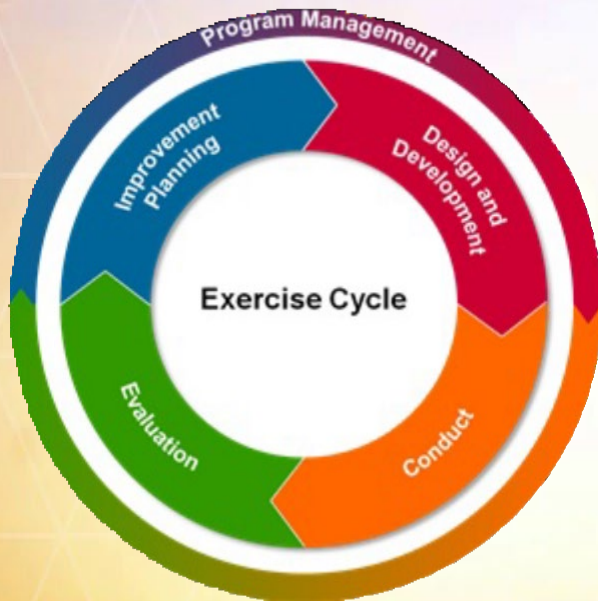 Program Management
Improvement
Planning
Design and
Development
Exercise Cycle
Evaluation
Conduct